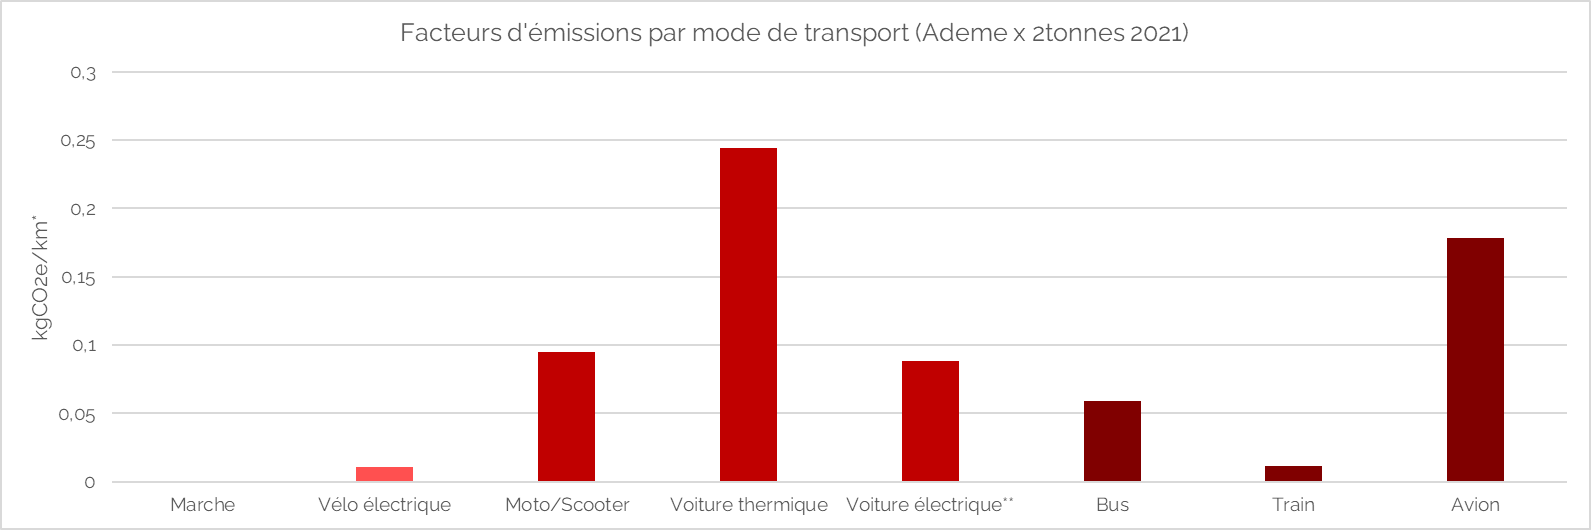 Facteurs d'émissions par mode de transport (Ademe x 2tonnes 2021)
kgCO2e/km*
0,3
0,25
0,2
0,15
0,1
0,05
0
Marche Vélo électrique Moto/Scooter Voiture thermique Voiture électrique** Bus Train Avion